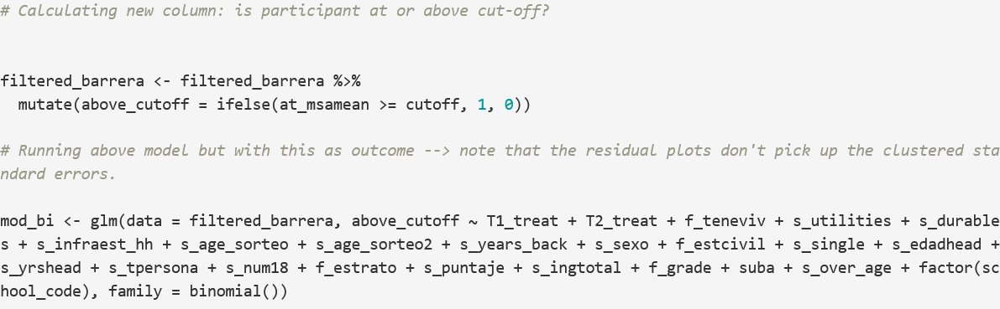 # Calculating new column: is participant at or above cut-off?
filtered_barrera <- filtered_barrera %>%
  mutate(above_cutoff = ifelse(at_msamean >= cutoff, 1, 0))
# Running above model but with this as outcome --> note that the residual plots don't pick up the clustered sta
ndard errors.
mod_bi <- glm(data = filtered_barrera, above_cutoff ~ T1_treat + T2_treat + f_teneviv + s_utilities + s_durable
s + s_infraest_hh + s_age_sorteo + s_age_sorteo2 + s_years_back + s_sexo + f_estcivil + s_single + s_edadhead +
s_yrshead + s_tpersona + s_num18 + f_estrato + s_puntaje + s_ingtotal + f_grade + suba + s_over_age + factor(sc
hool_code), family = binomial())